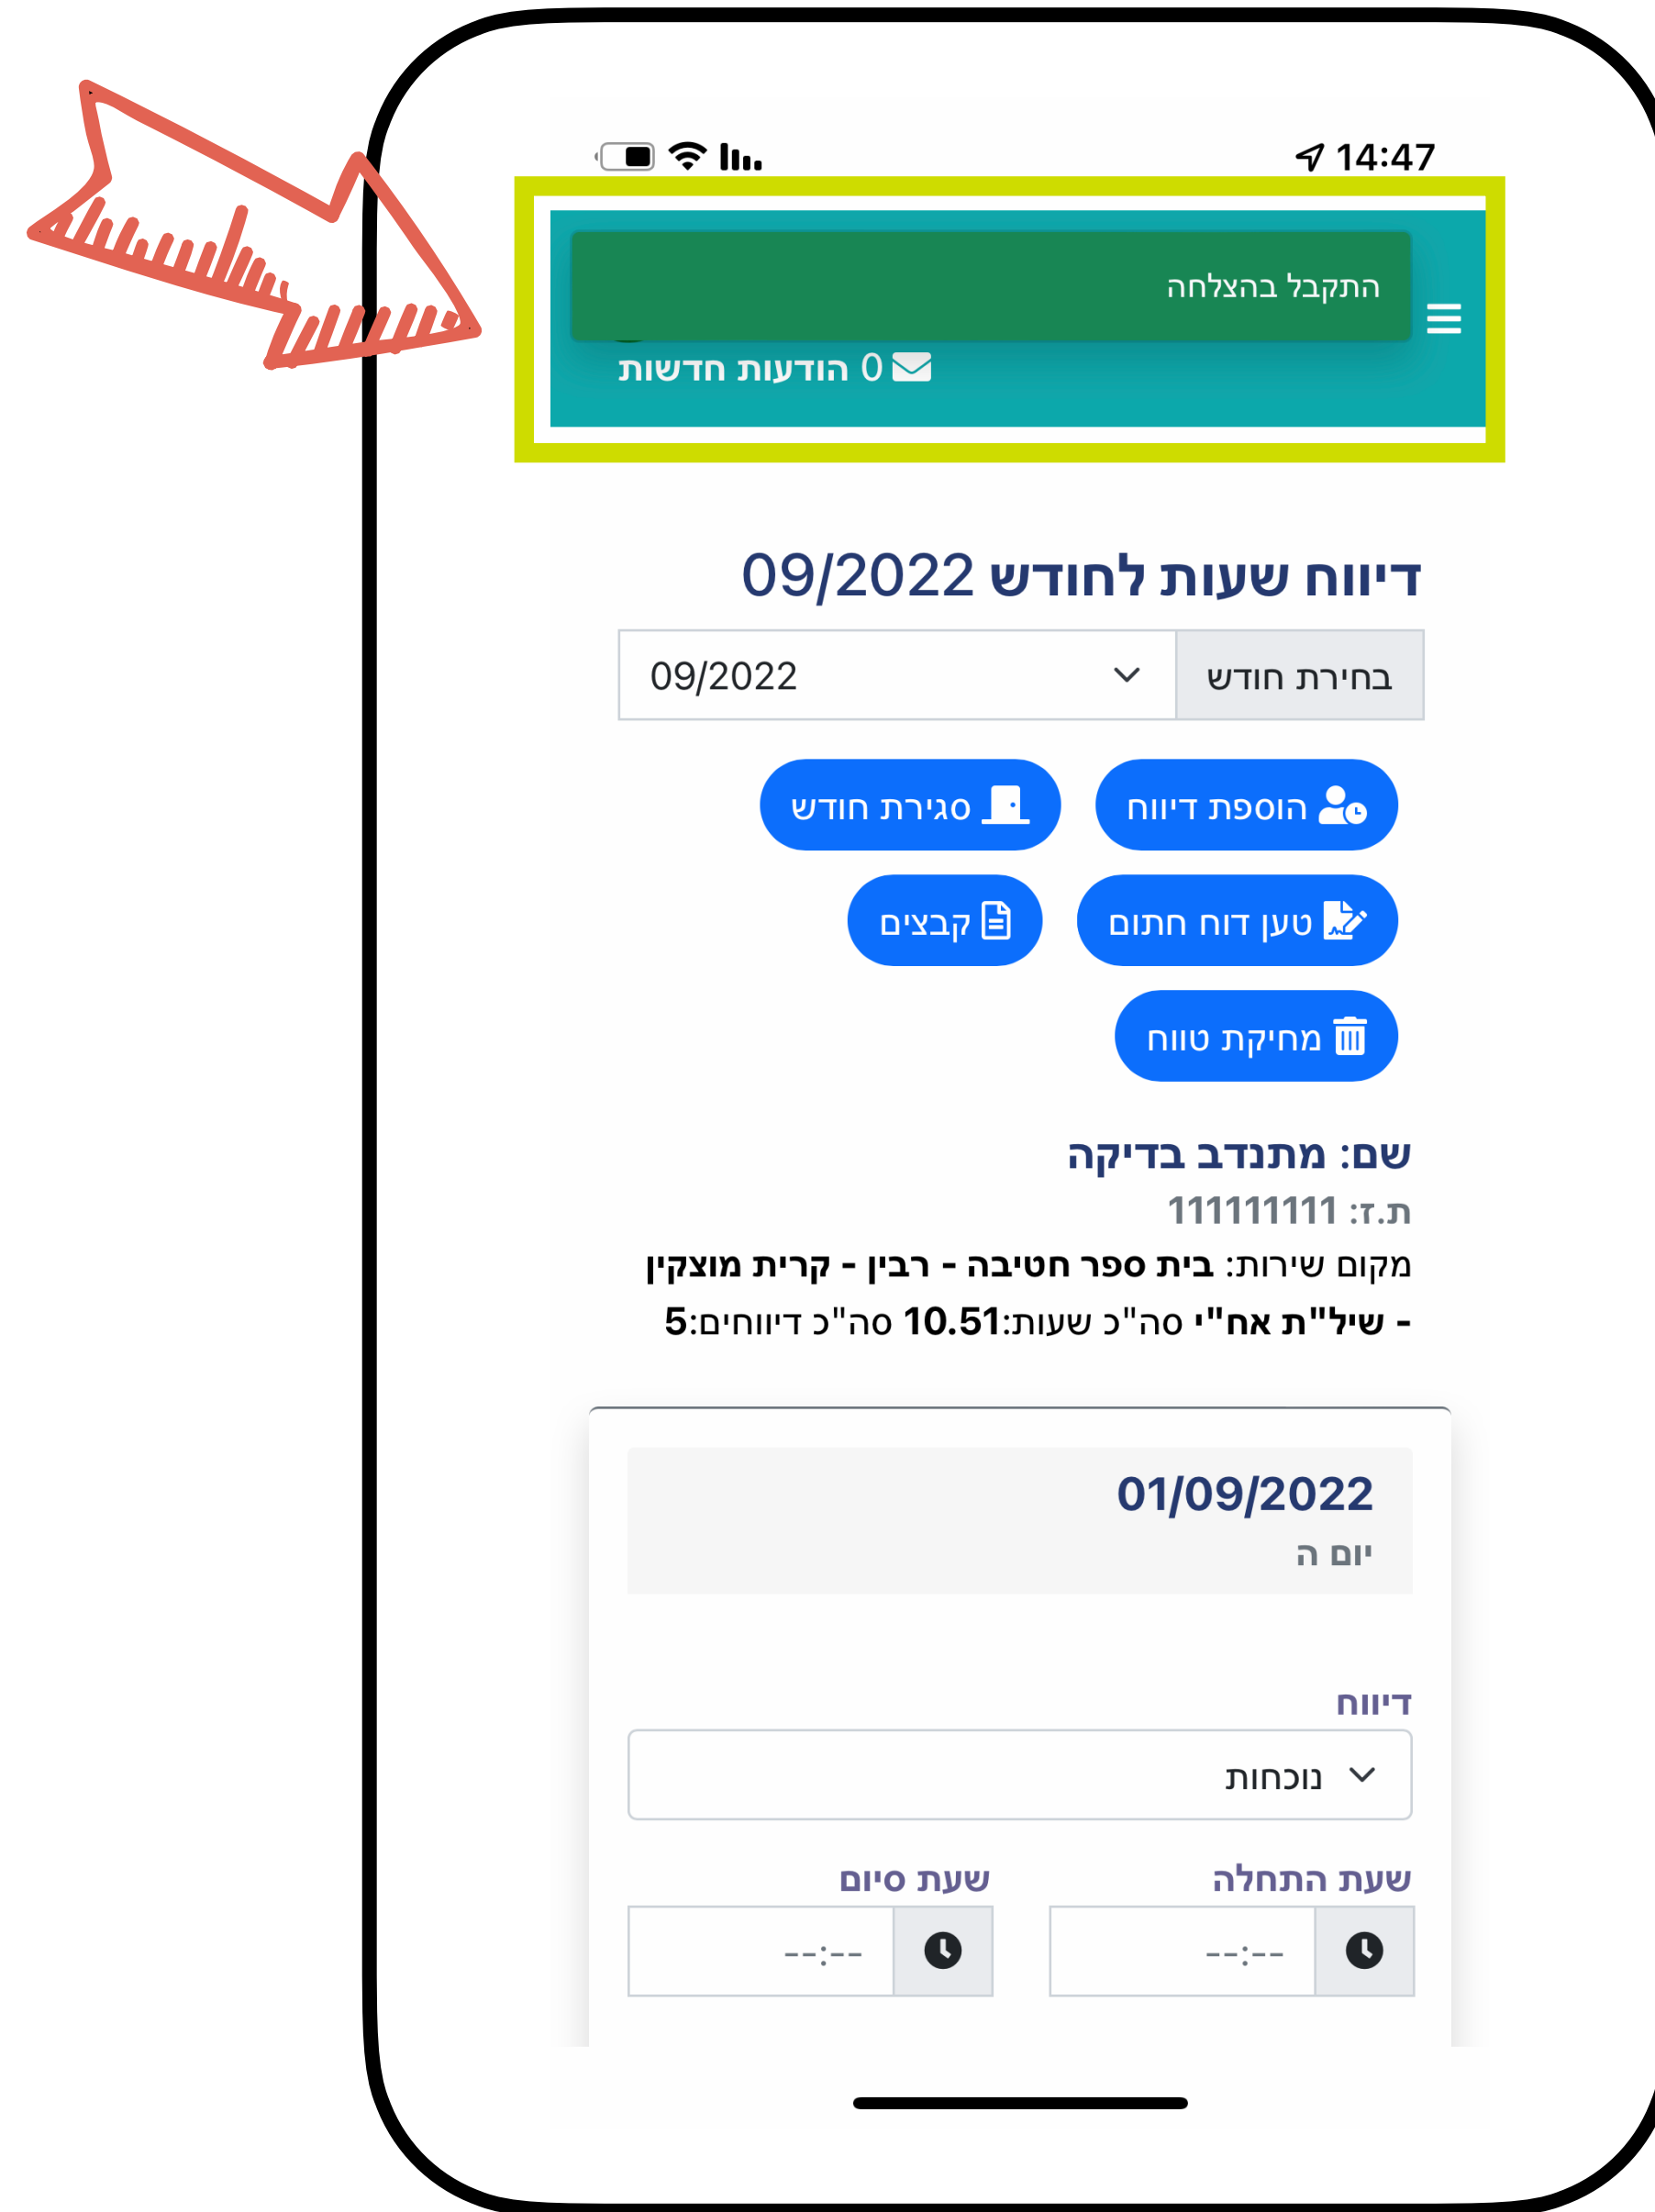 14:47
התקבל בהצלחה
0 הודעות חדשות
דיווח שעות לחודש 09/2022
בחירת חודש 09/2022
הוספת דיווח סגירת חודש
טען דוח חתום קבצים
מחיקת טווח
שם: מתנדב בדיקה
ת.ז: 111111111
מקום שירות: בית ספר חטיבה - רבין - קרית מוצקין
- שיל"ת אח"י סה"כ שעות:10.51 סה"כ דיווחים:5
01/09/2022
יום ה
דיווח
נוכחות
שעת התחלה שעת סיום
--:-- --:--